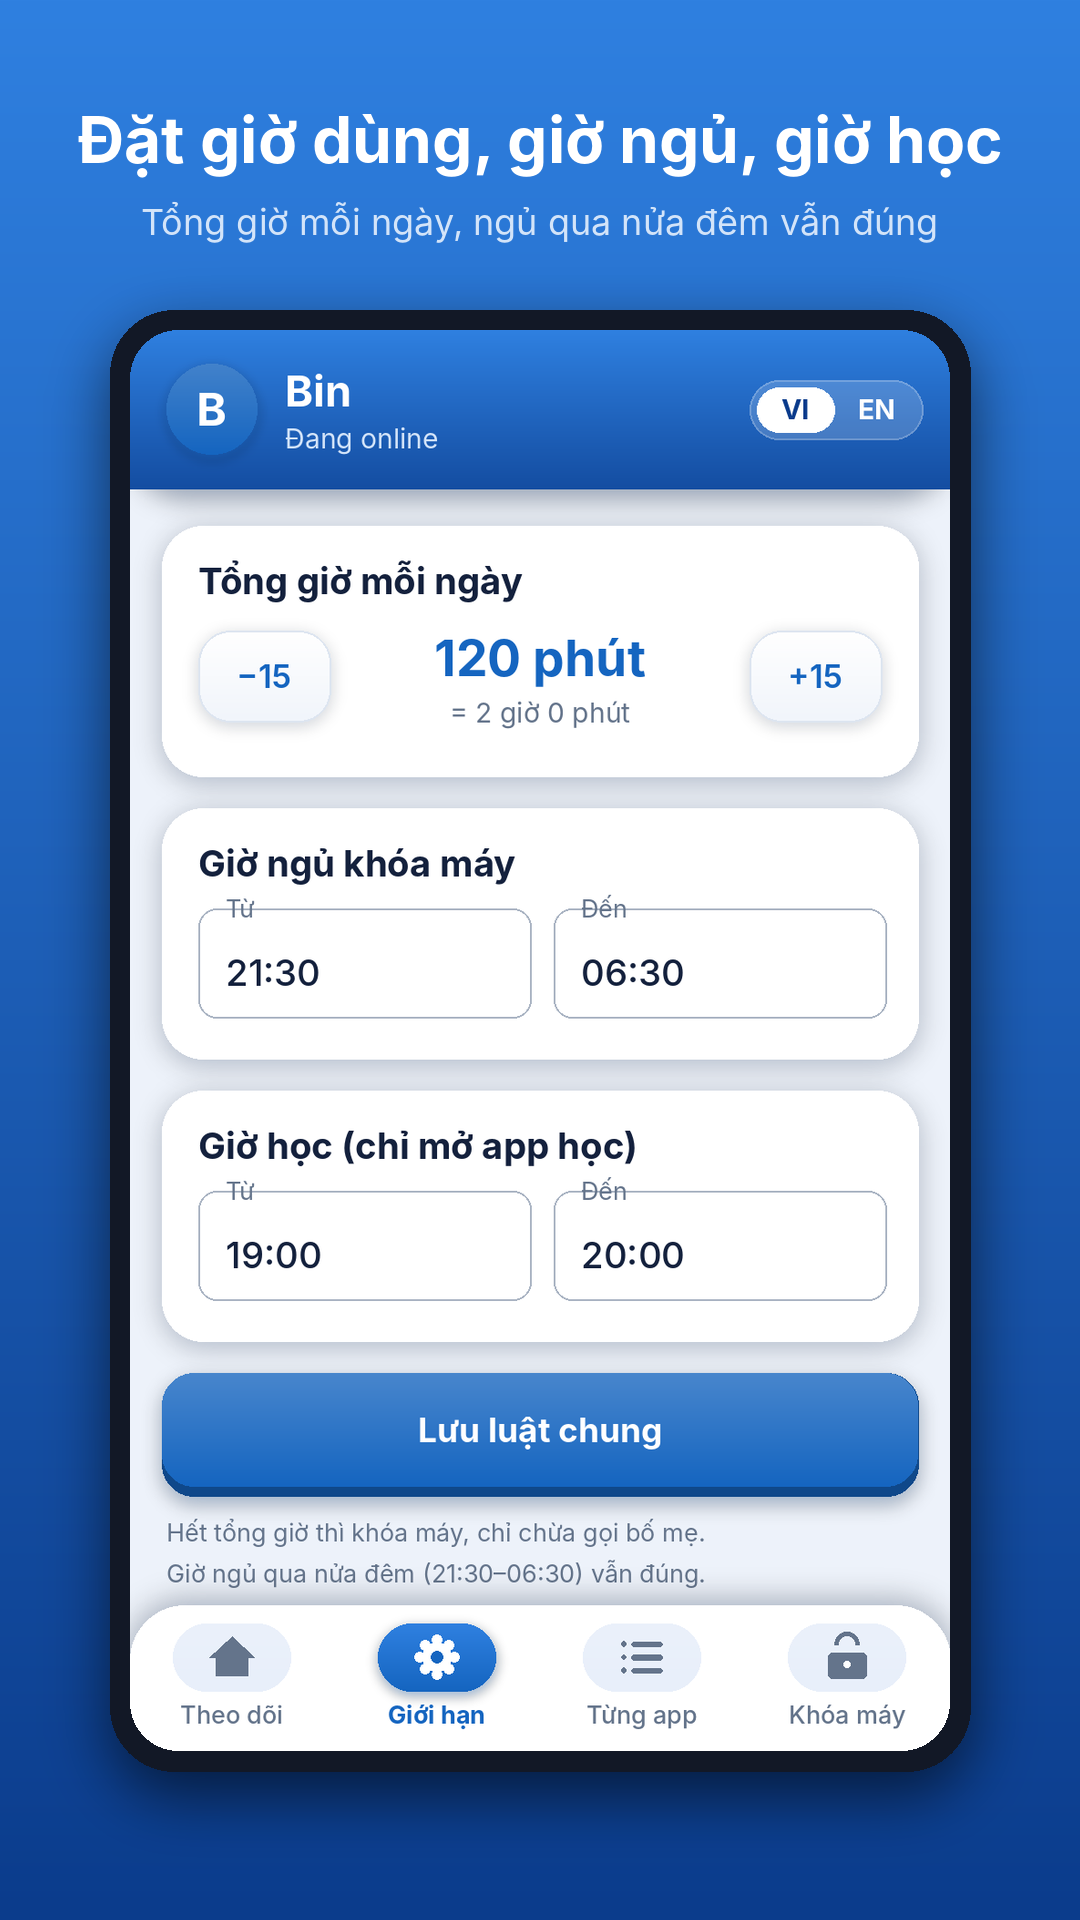 Đặt giờ dùng, giờ ngủ, giờ học
Tổng giờ mỗi ngày, ngủ qua nửa đêm vẫn đúng
B
Bin
Đang online
VI EN
Tổng giờ mỗi ngày
−15
120 phút
= 2 giờ 0 phút
+15
Giờ ngủ khóa máy
Từ
21:30
Đến
06:30
Giờ học (chỉ mở app học)
Từ
19:00
Đến
20:00
Lưu luật chung
Hết tổng giờ thì khóa máy, chỉ chừa gọi bố mẹ.
Giờ ngủ qua nửa đêm (21:30–06:30) vẫn đúng.
Theo dõi
Giới hạn
Từng app
Khóa máy